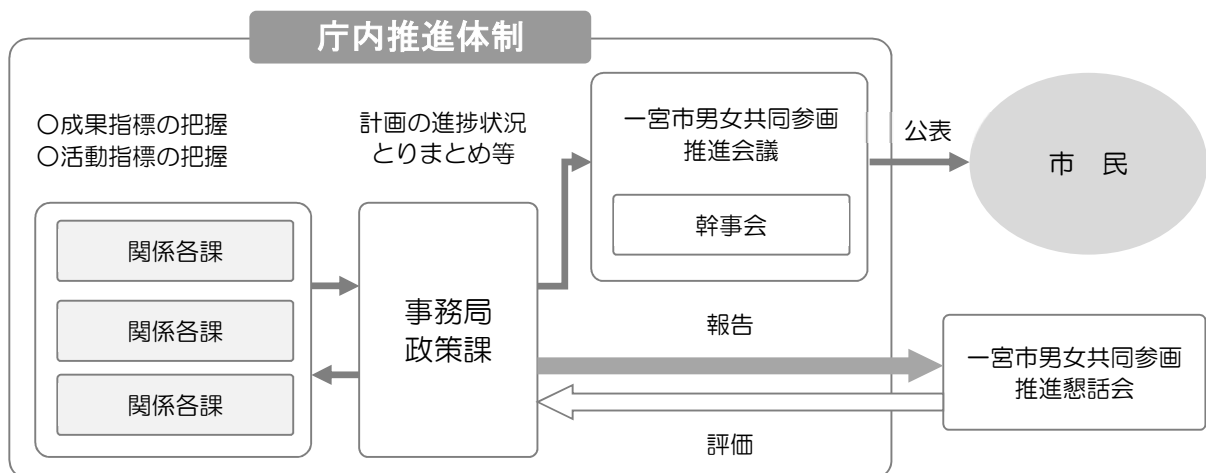 庁内推進体制
〇成果指標の把握
〇活動指標の把握
関係各課
関係各課
関係各課
計画の進捗状況
とりまとめ等
事務局
政策課
一宮市男女共同参画
推進会議
幹事会
公表
市　民
報告
評価
一宮市男女共同参画
推進懇話会